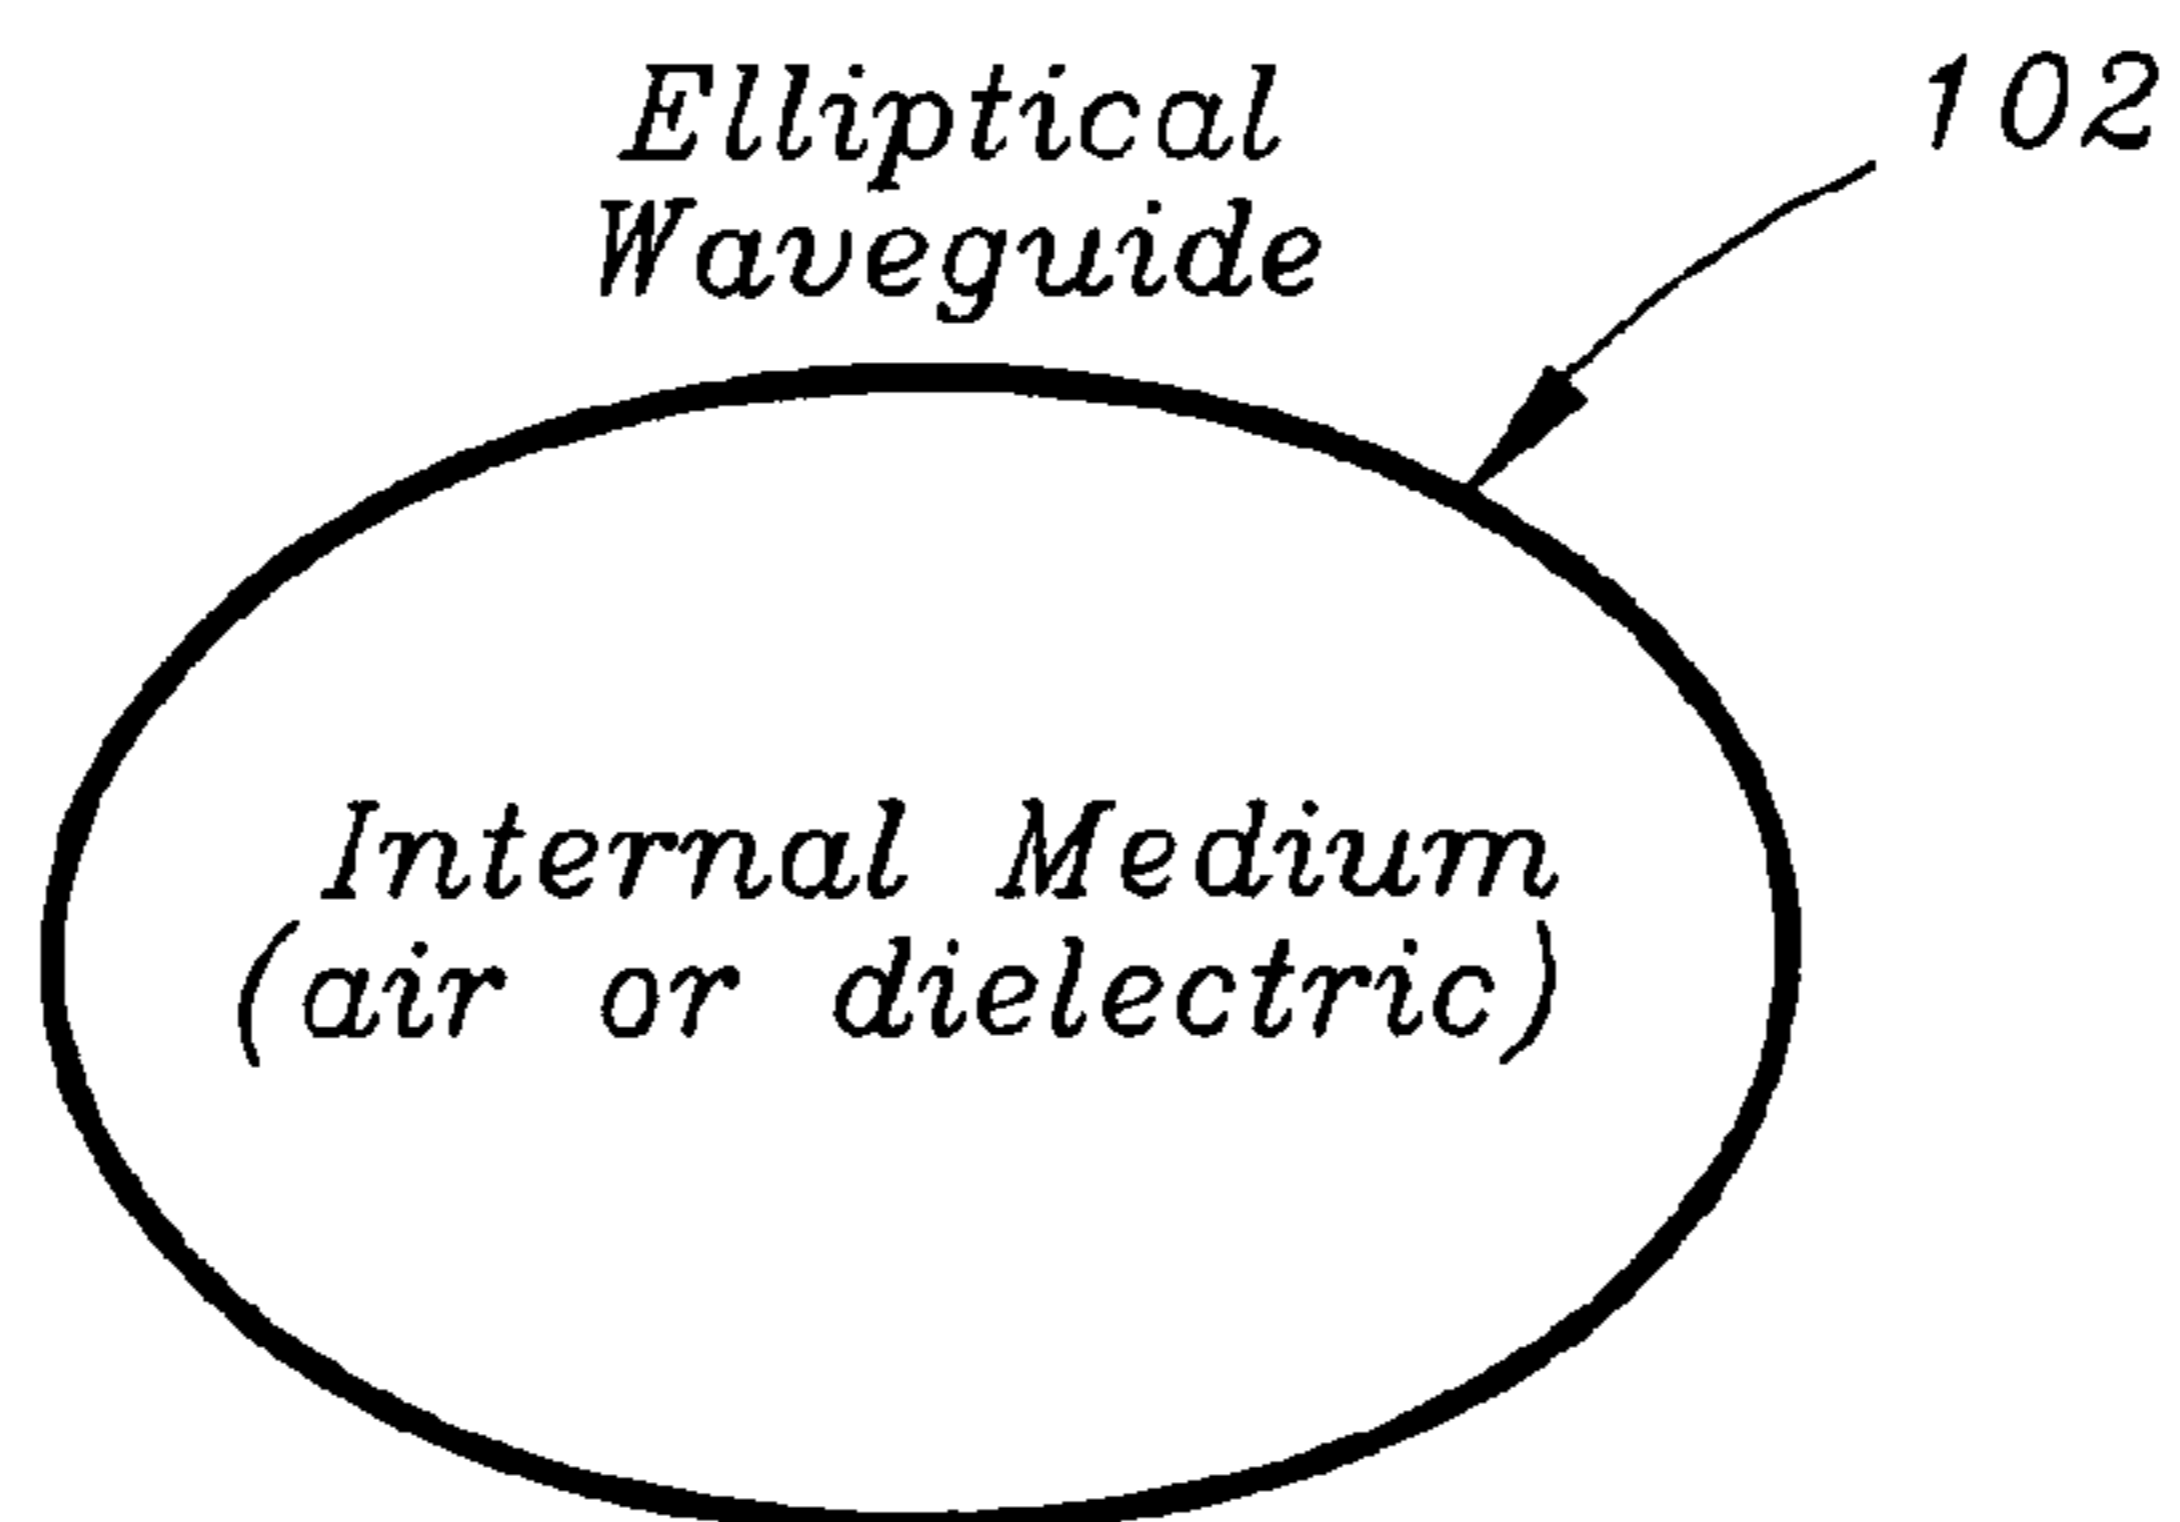 Elliptical
Waveguide
102
Internal Medium
(air or dielectric)